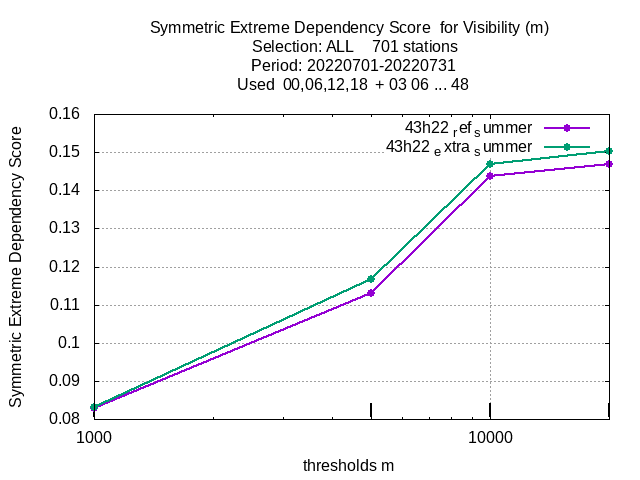 Symmetric Extreme Dependency Score  for Visibility (m)
Selection: ALL    701 stations
Period: 20220701-20220731
Used  00,06,12,18  + 03 06 ... 48
0.16
0.15
0.14
0.13
0.12
0.11
0.1
0.09
0.08
Symmetric Extreme Dependency Score
43h22 ref summer
43h22 extra summer
1000
10000
thresholds m